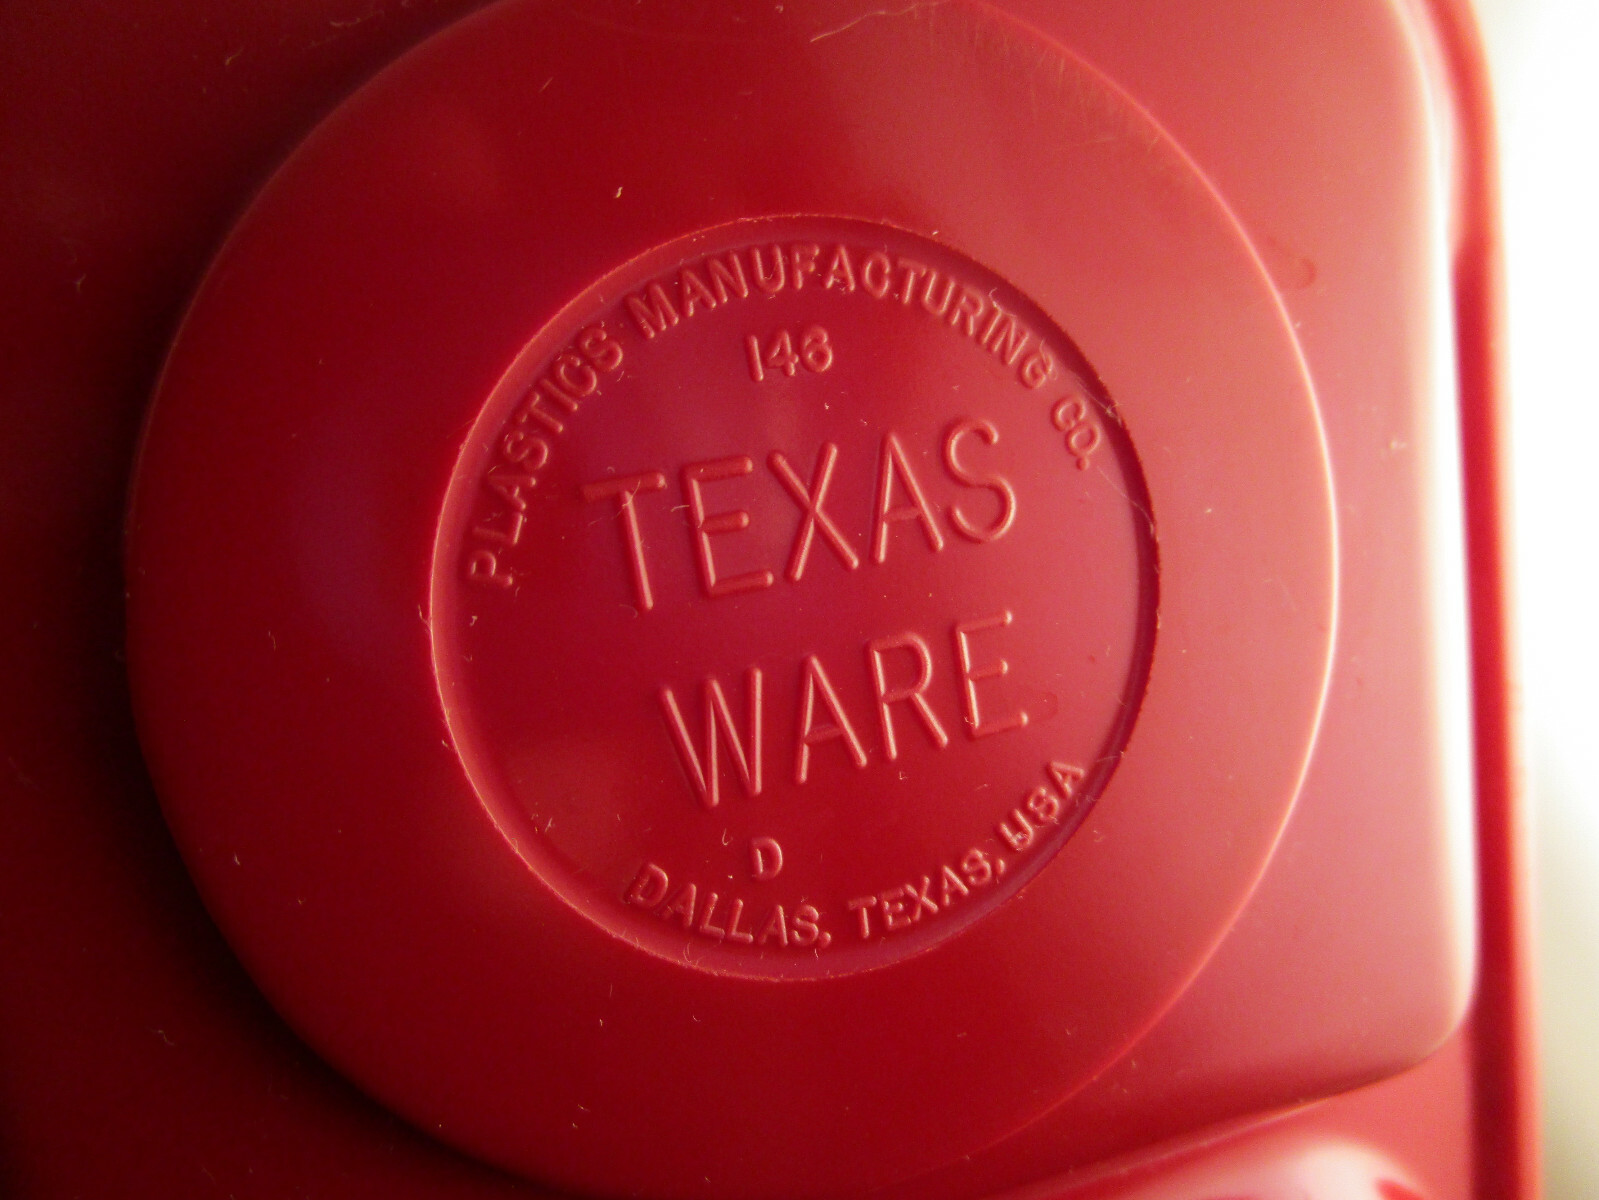 PLASTICS MANUFACTURING CO.
146
TEXAS
WARE
D
DALLAS, TEXAS, USA